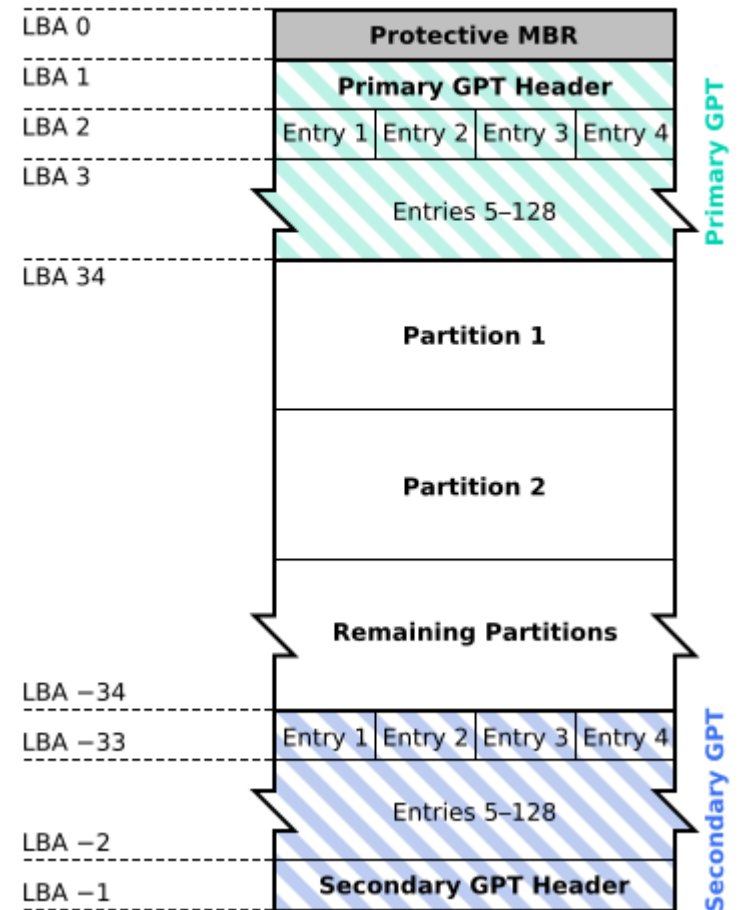 LBA 0
Protective MBR
LBA 1
Primary GPT Header
LBA 2
Entry 1 Entry 2 Entry 3 Entry 4
LBA 3
Entries 5–128
Primary GPT
LBA 34
Partition 1
Partition 2
Remaining Partitions
LBA −34
LBA −33
Entry 1 Entry 2 Entry 3 Entry 4
Entries 5–128
LBA −2
LBA −1
Secondary GPT Header
Secondary GPT